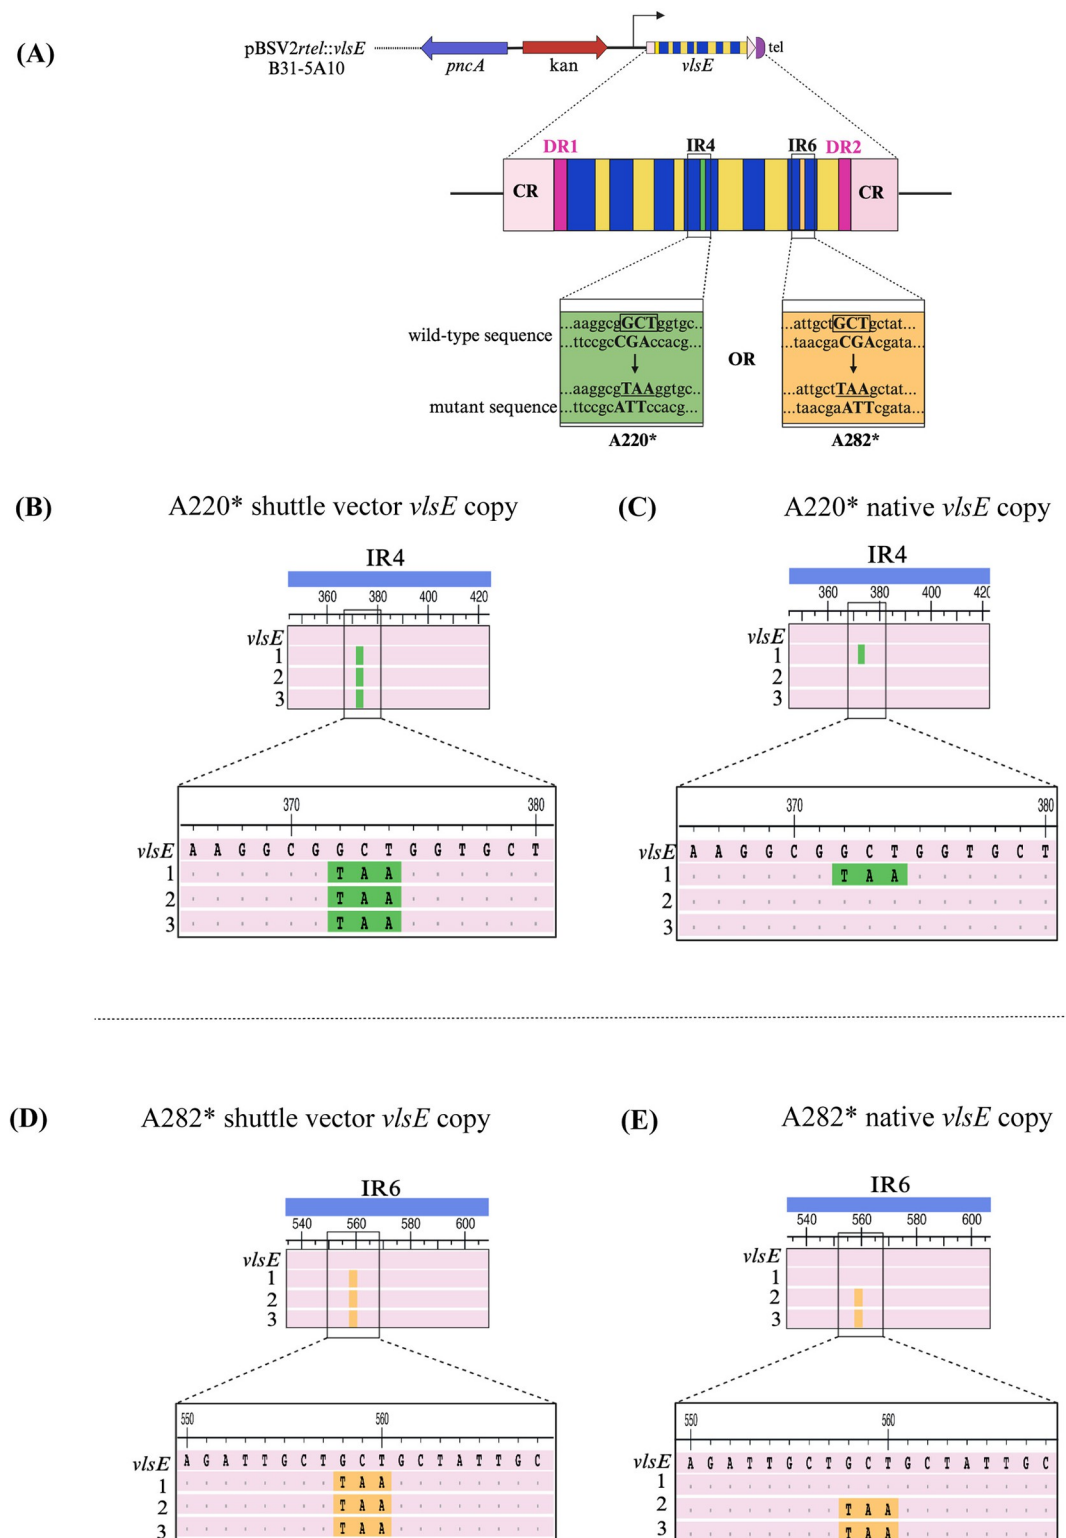 (A)
pBSV2rtel::vlsE
B31-5A10
pncA
kan
vlsE
tel
DR1
IR4
IR6
DR2
CR
CR
wild-type sequence
...aaggcgGCTggtgc..
...ttccgcCGAccacg...
...aaggcgTAAggtgc..
mutant sequence
...ttccgcATTccacg...
A220*
OR
...attgctGCTgctat...
...taacgaCGAcgata...
...attgctTAAgctat...
...taacgaATTcgata...
A282*
(B)
A220* shuttle vector vlsE copy
IR4
360 380 400 420
vlsE
1
2
3
370 380
vlsE A A G G C G G C T G G T G C T
1 · · · · · · T A A · · · · · ·
2 · · · · · · T A A · · · · · ·
3 · · · · · · T A A · · · · · ·
(C)
A220* native vlsE copy
IR4
360 380 400 420
vlsE
1
2
3
370 380
vlsE A A G G C G G C T G G T G C T
1 · · · · · · T A A · · · · · ·
2 · · · · · · · · · · · · · · ·
3 · · · · · · · · · · · · · · ·
(D)
A282* shuttle vector vlsE copy
IR6
540 560 580 600
vlsE
1
2
3
550 560
vlsE A G A T T G C T G C T G C T A T T G C
1 · · · · · · · · T A A · · · · · · · ·
2 · · · · · · · · T A A · · · · · · · ·
3 · · · · · · · · T A A · · · · · · · ·
(E)
A282* native vlsE copy
IR6
540 560 580 600
vlsE
1
2
3
550 560
vlsE A G A T T G C T G C T G C T A T T G C
1 · · · · · · · · · · · · · · · · · · ·
2 · · · · · · · · T A A · · · · · · · ·
3 · · · · · · · · T A A · · · · · · · ·